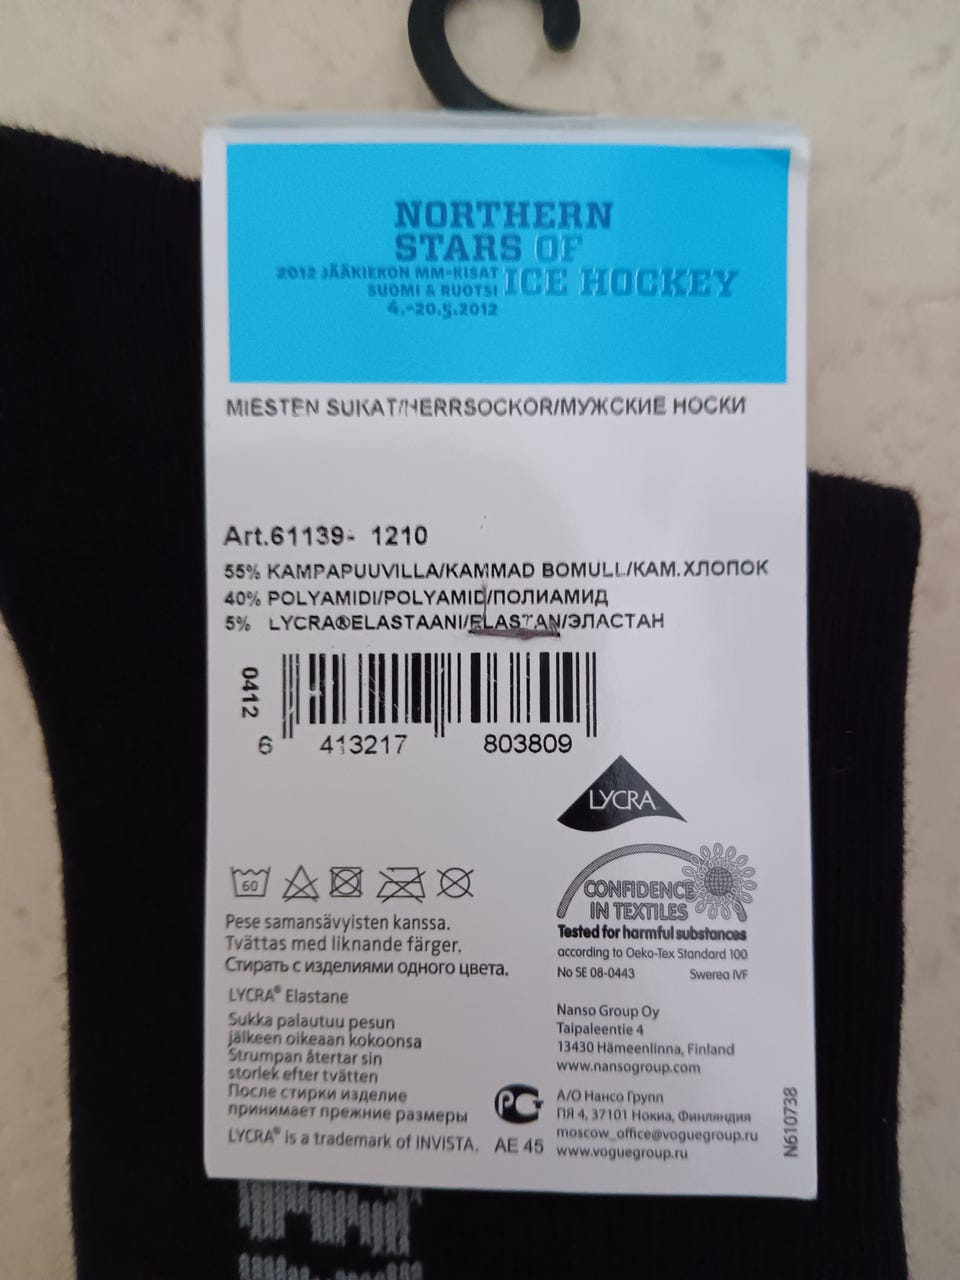 NORTHERN
STARS OF
ICE HOCKEY
2012 JÄÄKIEKON MM-KISAT
SUOMI & RUOTSI
4.-20.5.2012
MIESTEN SUKAT/HERRSOCKOR/МУЖСКИЕ НОСКИ
Art.61139- 1210
55% KAMPAPUUVILLA/KAMMAD BOMULL/КАМ.ХЛОПОК
40% POLYAMIDI/POLYAMID/ПОЛИАМИД
5% LYCRA®ELASTAANI/ELASTAN/ЭЛАСТАН
0412
6 413217 803809
LYCRA
60
CONFIDENCE
IN TEXTILES
Tested for harmful substances
according to Oeko-Tex Standard 100
No SE 08-0443 Swerea IVF
Pese samansävyisten kanssa.
Tvättas med liknande färger.
Стирать с изделиями одного цвета.
LYCRA® Elastane
Sukka palautuu pesun
jälkeen oikeaan kokoonsa
Strumpan återtar sin
storlek efter tvätten
После стирки изделие
принимает прежние размеры
LYCRA® is a trademark of INVISTA.
РСТ
AE 45
Nanso Group Oy
Taipaleentie 4
13430 Hämeenlinna, Finland
www.nansogroup.com
А/О Нансо Групп
ПЯ 4, 37101 Нокиа, Финляндия
moscow_office@voguegroup.ru
www.voguegroup.ru
N610738